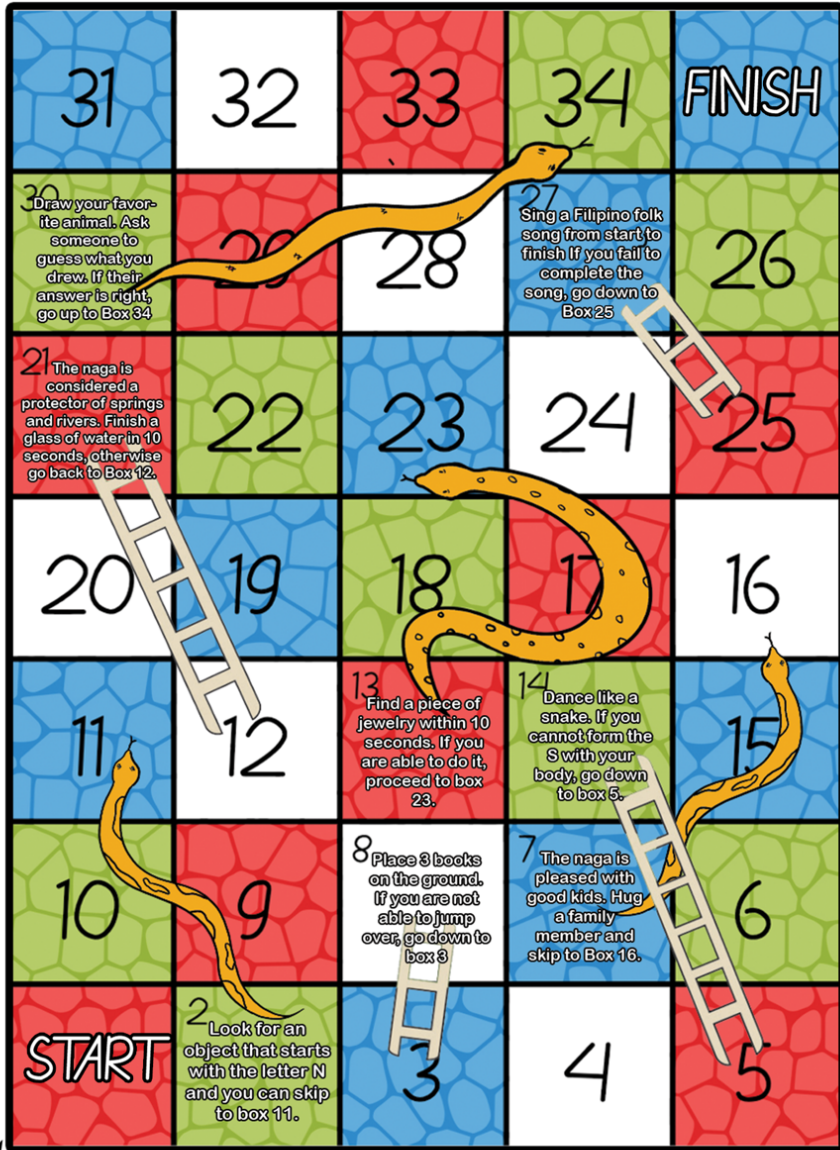 31
32
33
34
FINISH
30
Draw your favor-
ite animal. Ask
someone to
guess what you
drew. If their
answer is right,
go up to Box 34
29
28
27
Sing a Filipino folk
song from start to
finish If you fail to
complete the
song, go down to
Box 25
26
21
The naga is
considered a
protector of springs
and rivers. Finish a
glass of water in 10
seconds, otherwise
go back to Box 12.
22
23
24
25
20
19
18
17
16
11
12
13
Find a piece of
jewelry within 10
seconds. If you
are able to do it,
proceed to box
23.
14
Dance like a
snake. If you
cannot form the
S with your
body, go down
to box 5.
15
10
9
8
Place 3 books
on the ground.
If you are not
able to jump
over, go down to
box 3
7
The naga is
pleased with
good kids. Hug
a family
member and
skip to Box 16.
6
START
2
Look for an
object that starts
with the letter N
and you can skip
to box 11.
3
4
5